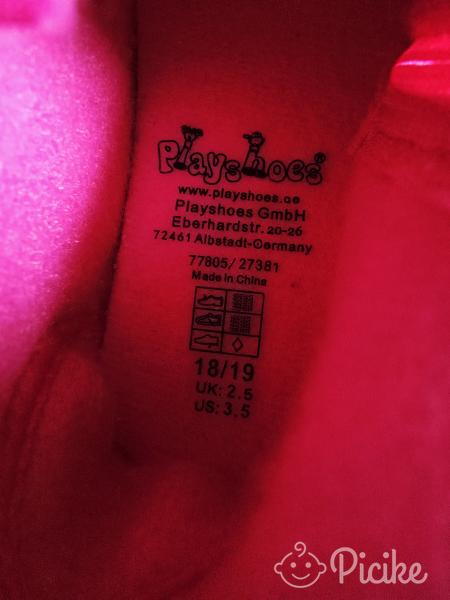 Playshoes®
www.playshoes.de
Playshoes GmbH
Eberhardstr. 20-26
72461 Albstadt-Germany
77805/27381
Made in China
18/19
UK: 2.5
US: 3.5
Picike